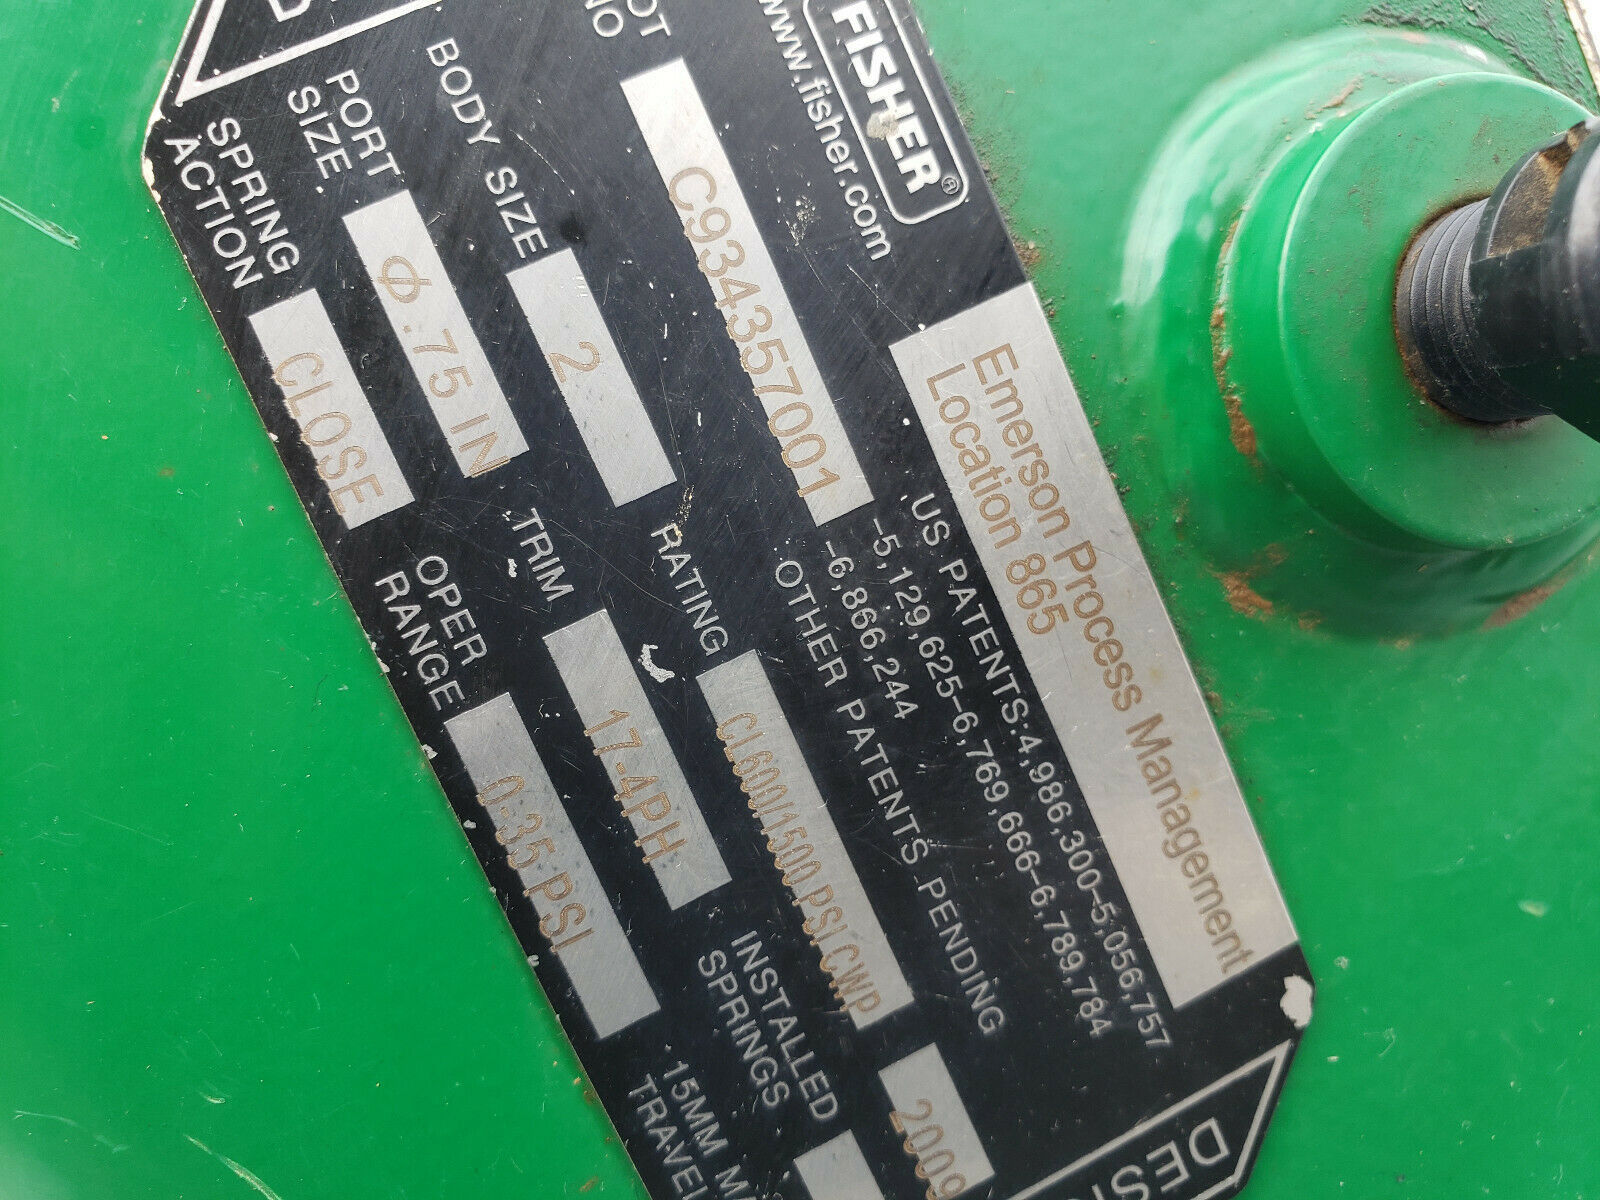 FISHER®
www.fisher.com
Emerson Process Management
Location 865
US PATENTS:4,986,300-5,056,757
-5,129,625-6,769,666-6,789,784
-6,866,244
OTHER PATENTS PENDING
NO
C934357001
2009
BODY SIZE
2"
RATING
CL600/1500 PSI CWP
INSTALLED
SPRINGS
PORT
SIZE
Φ .75 IN
TRIM
17-4PH
15MM
SPRING
ACTION
CLOSE
OPER
RANGE
0-35 PSI